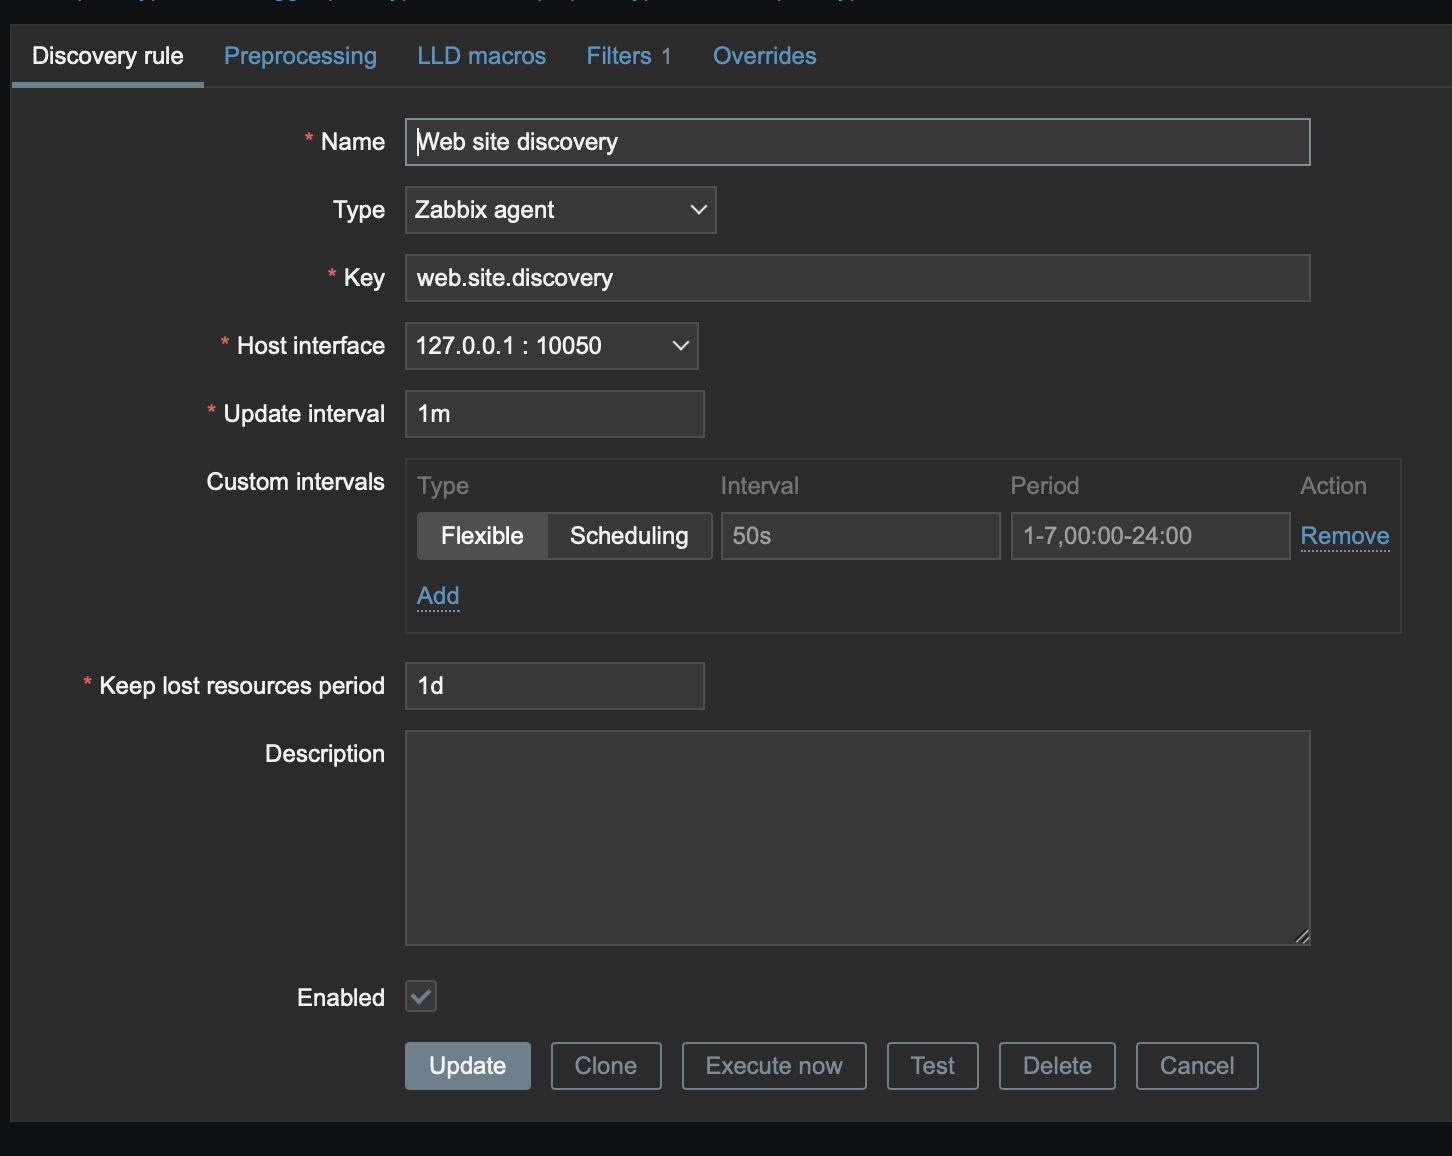 Discovery rule Preprocessing LLD macros Filters 1 Overrides
* Name Web site discovery
Type Zabbix agent
* Key web.site.discovery
* Host interface 127.0.0.1 : 10050
* Update interval 1m
Custom intervals Type Interval Period Action
Flexible Scheduling 50s 1-7,00:00-24:00 Remove
Add
* Keep lost resources period 1d
Description
Enabled
Update Clone Execute now Test Delete Cancel